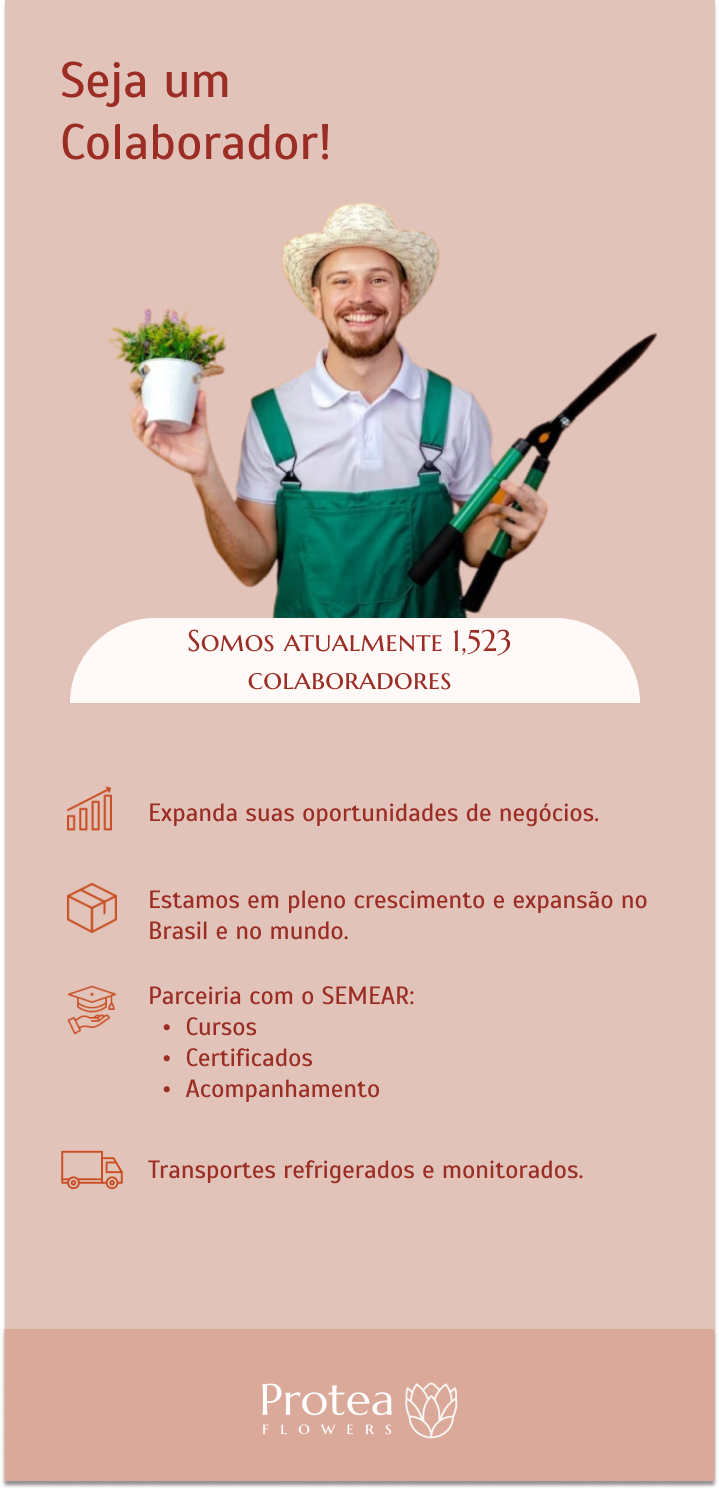 Seja um
Colaborador!
Somos atualmente 1,523
colaboradores
Expanda suas oportunidades de negócios.
Estamos em pleno crescimento e expansão no
Brasil e no mundo.
Parceiria com o SEMEAR:
• Cursos
• Certificados
• Acompanhamento
Transportes refrigerados e monitorados.
Protea
FLOWERS